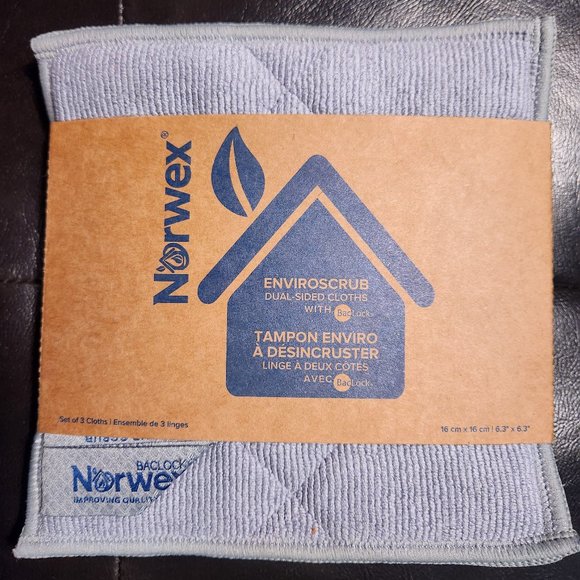 Norwex®
ENVIROSCRUB
DUAL-SIDED CLOTHS
WITH BacLock.
TAMPON ENVIRO
À DÉSINCRUSTER
LINGE À DEUX CÔTÉS
AVEC BacLock.
Set of 3 Cloths | Ensemble de 3 linges
16 cm x 16 cm | 6.3" x 6.3"
BACLOCK
Norwex
IMPROVING QUALIT